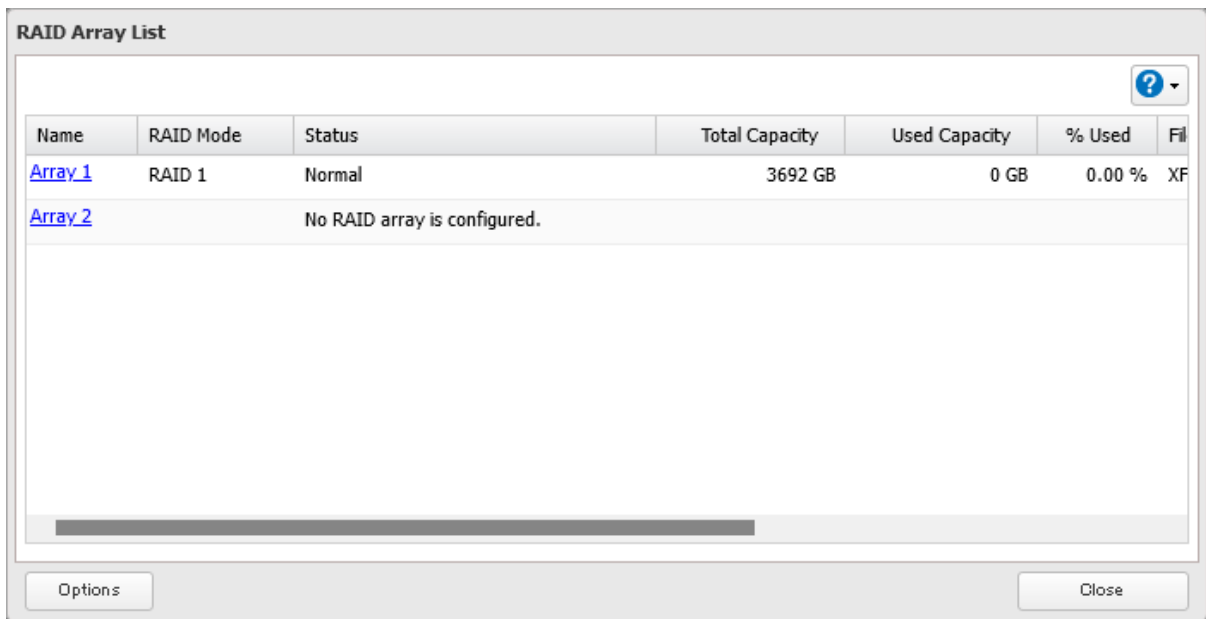 RAID Array List
?
Name RAID Mode Status Total Capacity Used Capacity % Used Fil
Array 1 RAID 1 Normal 3692 GB 0 GB 0.00 % XF
Array 2 No RAID array is configured.
Options Close